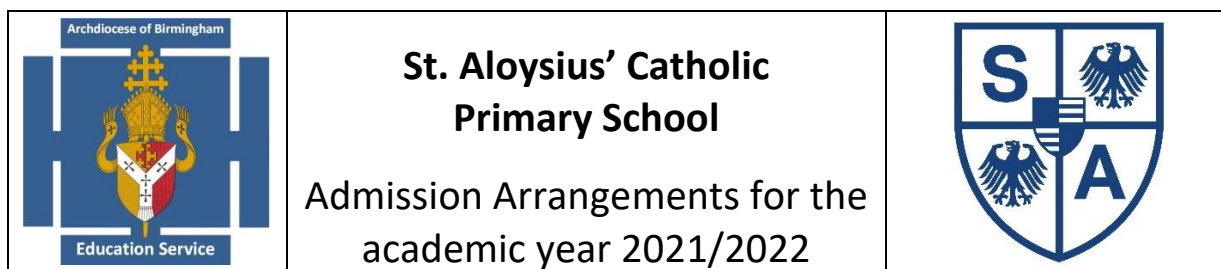 Archdiocese of Birmingham
Education Service
St. Aloysius’ Catholic
Primary School
Admission Arrangements for the
academic year 2021/2022
S
A